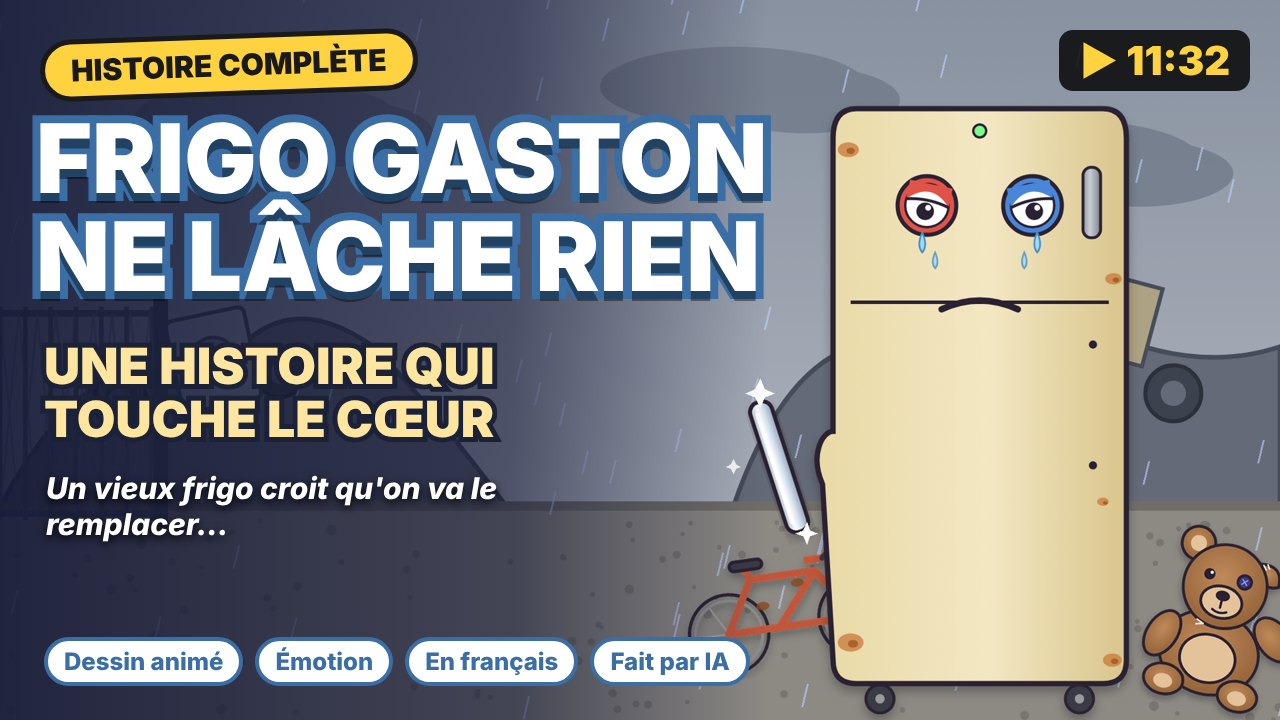 HISTOIRE COMPLÈTE
▶ 11:32
FRIGO GASTON
NE LÂCHE RIEN
UNE HISTOIRE QUI
TOUCHE LE CŒUR
Un vieux frigo croit qu'on va le
remplacer...
Dessin animé
Émotion
En français
Fait par IA